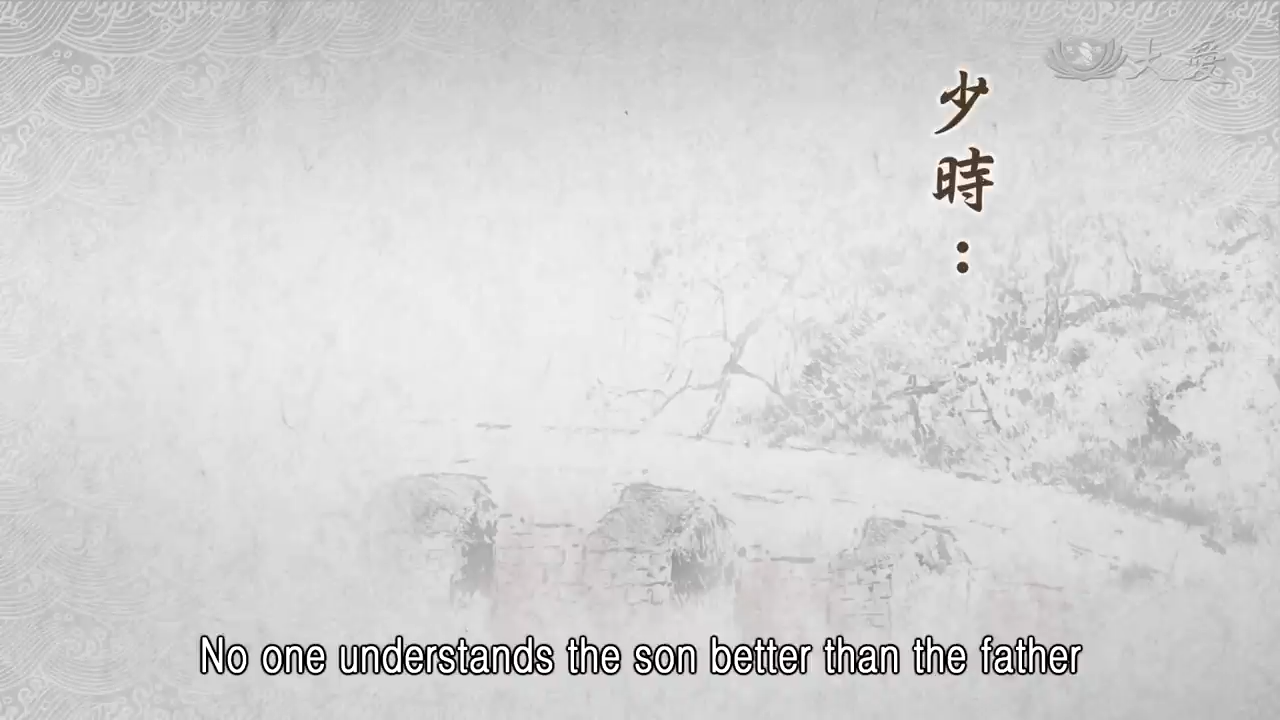 大愛
少時：
No one understands the son better than the father